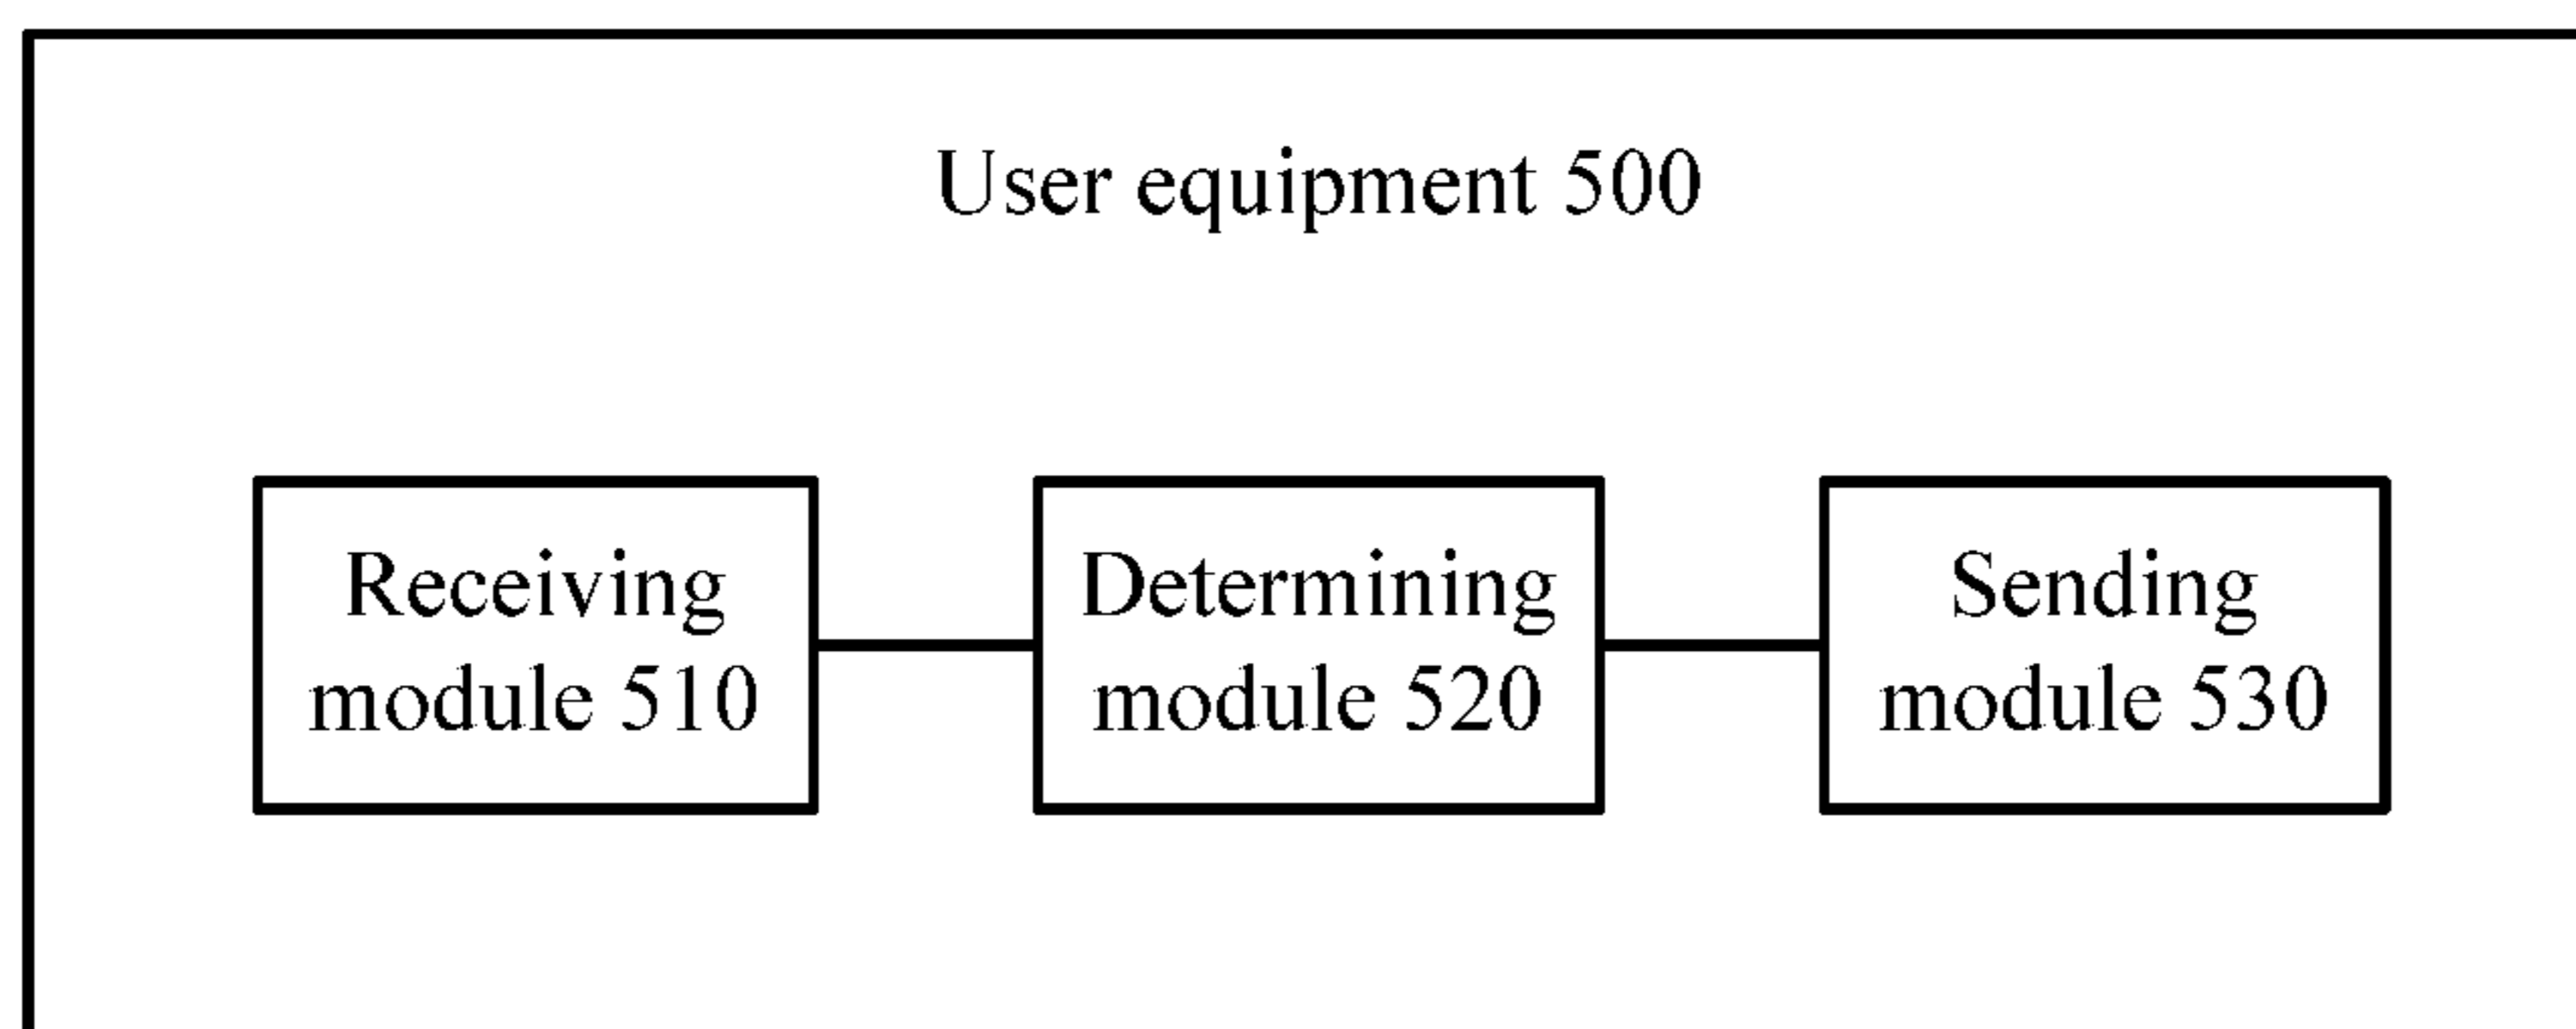 User equipment 500
Receiving
module 510
Determining
module 520
Sending
module 530